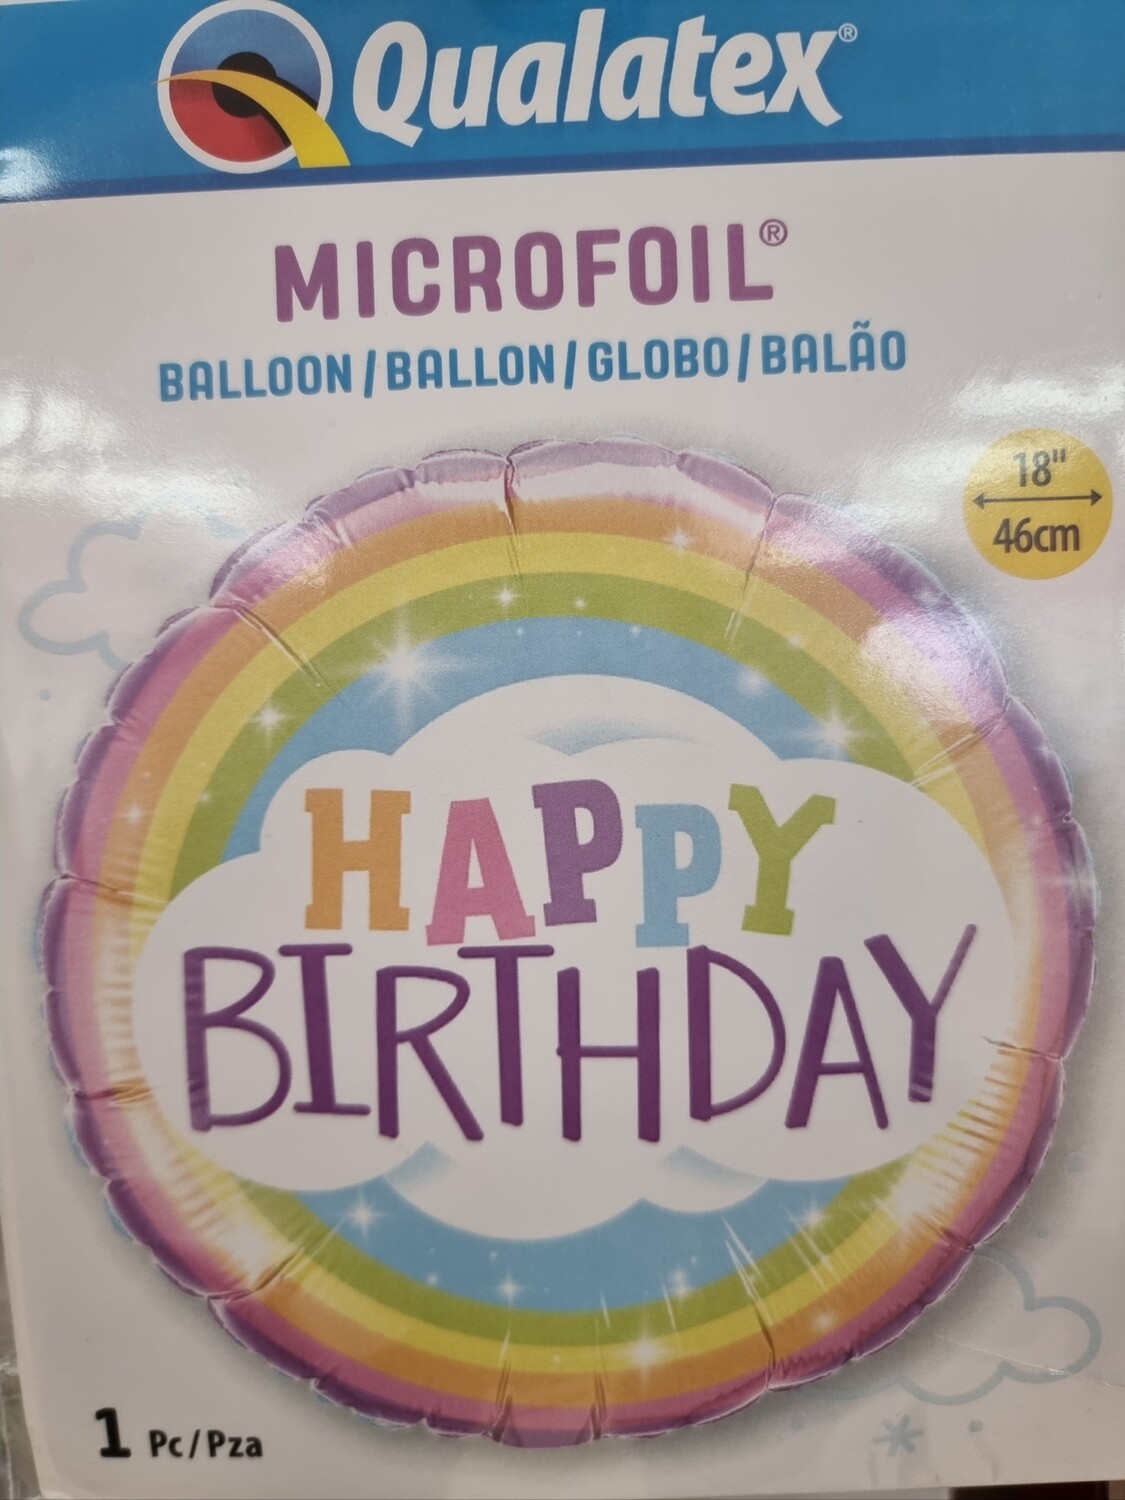 Qualatex®
MICROFOIL®
BALLOON / BALLON / GLOBO / BALÃO
18"
46cm
HAPPY
BIRTHDAY
1 Pc / Pza